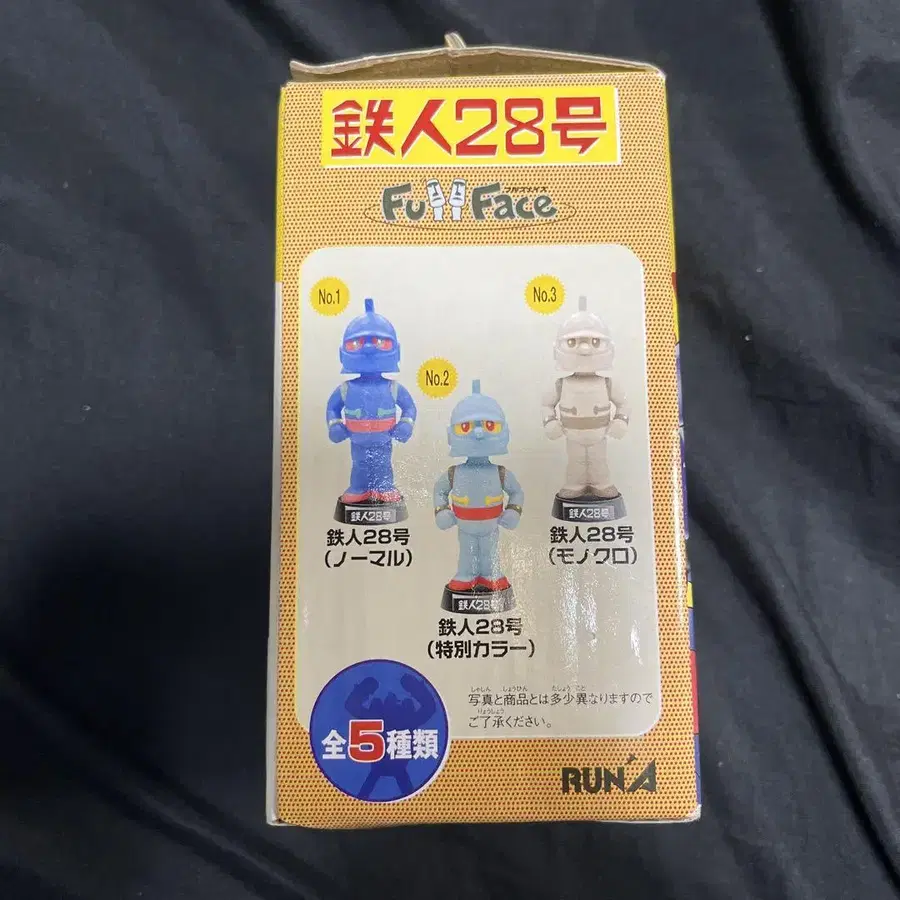 鉄人28号
フルフェイス
Full Face
No.1
No.3
No.2
鉄人28号
鉄人28号
鉄人28号
鉄人28号
(ノーマル)
鉄人28号
(モノクロ)
鉄人28号
(特別カラー)
しゃしん しょうひん たしょう こと
写真と商品とは多少異なりますので
りょうしょう
ご了承ください。
全5種類
RUN'A